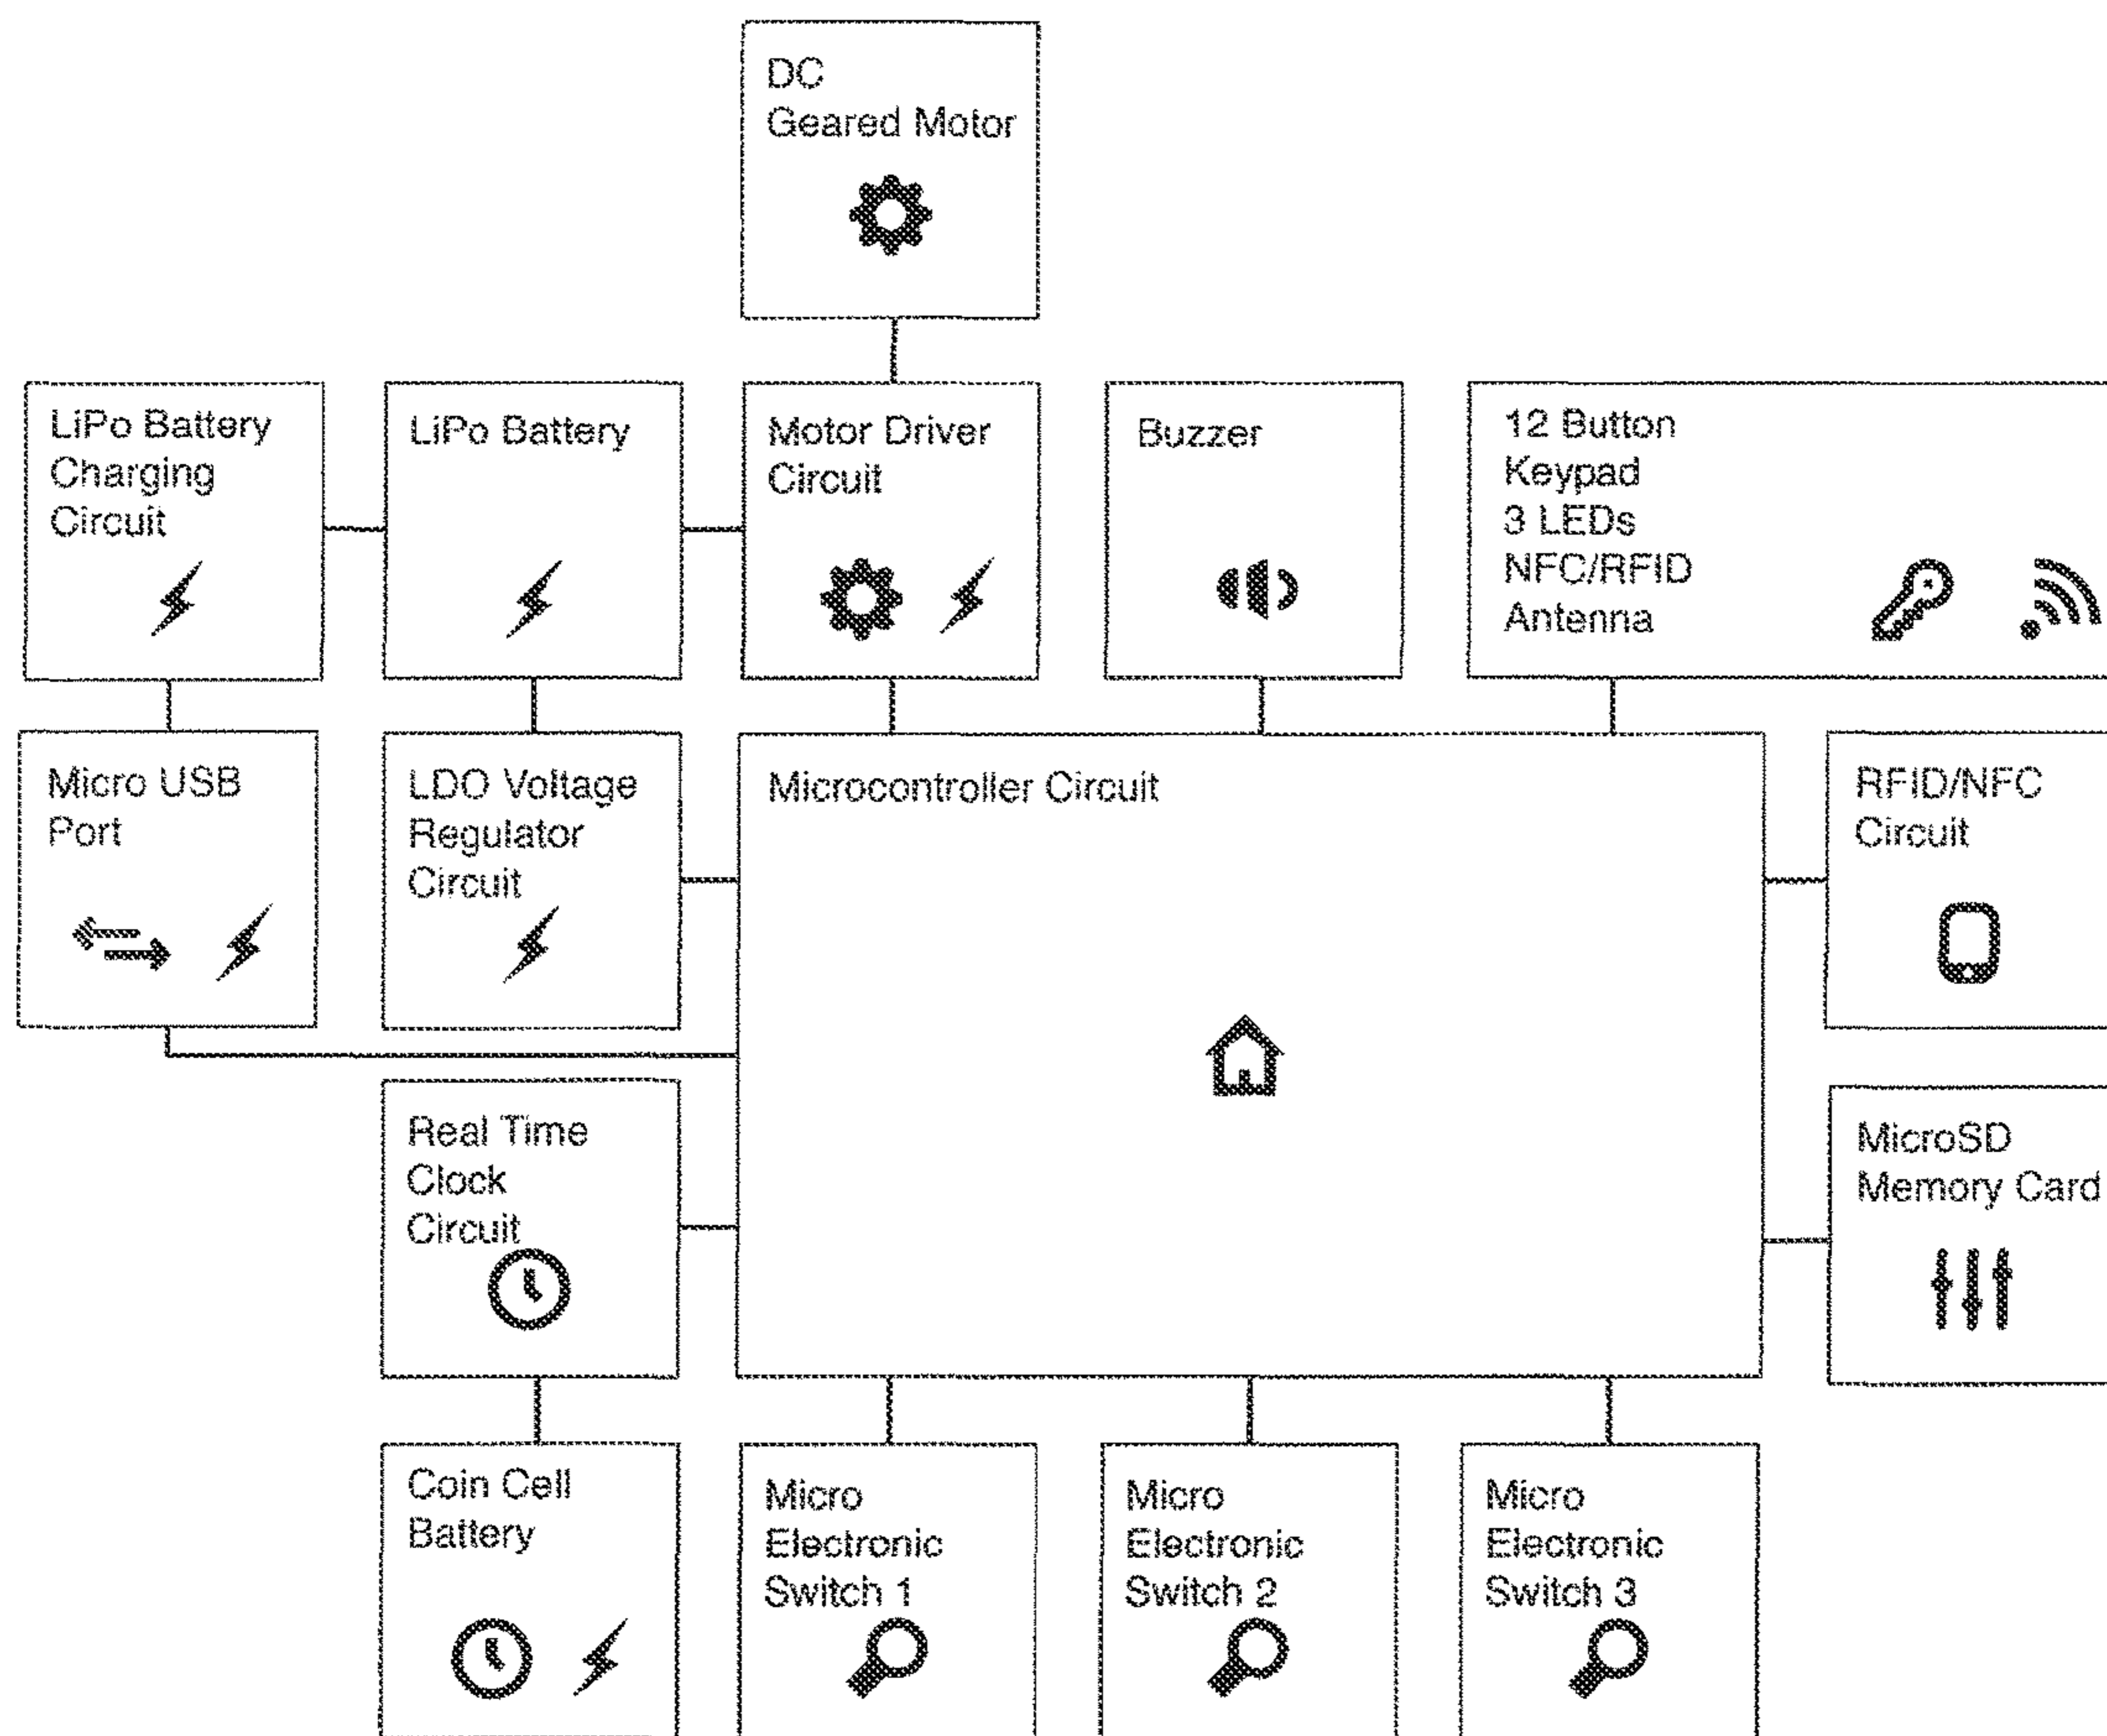 DC
Geared Motor
LiPo Battery
Charging
Circuit
LiPo Battery
Motor Driver
Circuit
Buzzer
12 Button
Keypad
3 LEDs
NFC/RFID
Antenna
Micro USB
Port
LDO Voltage
Regulator
Circuit
Microcontroller Circuit
RFID/NFC
Circuit
Real Time
Clock
Circuit
MicroSD
Memory Card
Coin Cell
Battery
Micro
Electronic
Switch 1
Micro
Electronic
Switch 2
Micro
Electronic
Switch 3